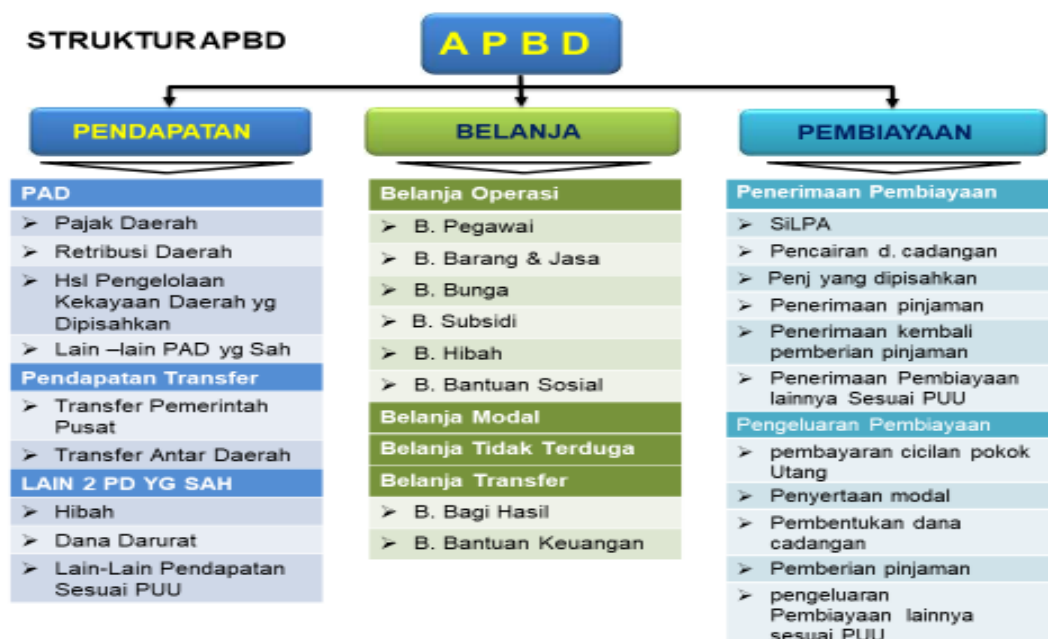 STRUKTUR APBD
A P B D
PENDAPATAN
PAD
Pajak Daerah
Retribusi Daerah
Hsl Pengelolaan
Kekayaan Daerah yg
Dipisahkan
Lain –lain PAD yg Sah
Pendapatan Transfer
Transfer Pemerintah
Pusat
Transfer Antar Daerah
LAIN 2 PD YG SAH
Hibah
Dana Darurat
Lain-Lain Pendapatan
Sesuai PUU
BELANJA
Belanja Operasi
B. Pegawai
B. Barang & Jasa
B. Bunga
B. Subsidi
B. Hibah
B. Bantuan Sosial
Belanja Modal
Belanja Tidak Terduga
Belanja Transfer
B. Bagi Hasil
B. Bantuan Keuangan
PEMBIAYAAN
Penerimaan Pembiayaan
SiLPA
Pencairan d. cadangan
Penj yang dipisahkan
Penerimaan pinjaman
Penerimaan kembali
pemberian pinjaman
Penerimaan Pembiayaan
lainnya Sesuai PUU
Pengeluaran Pembiayaan
pembayaran cicilan pokok
Utang
Penyertaan modal
Pembentukan dana
cadangan
Pemberian pinjaman
pengeluaran
Pembiayaan lainnya
sesuai PUU